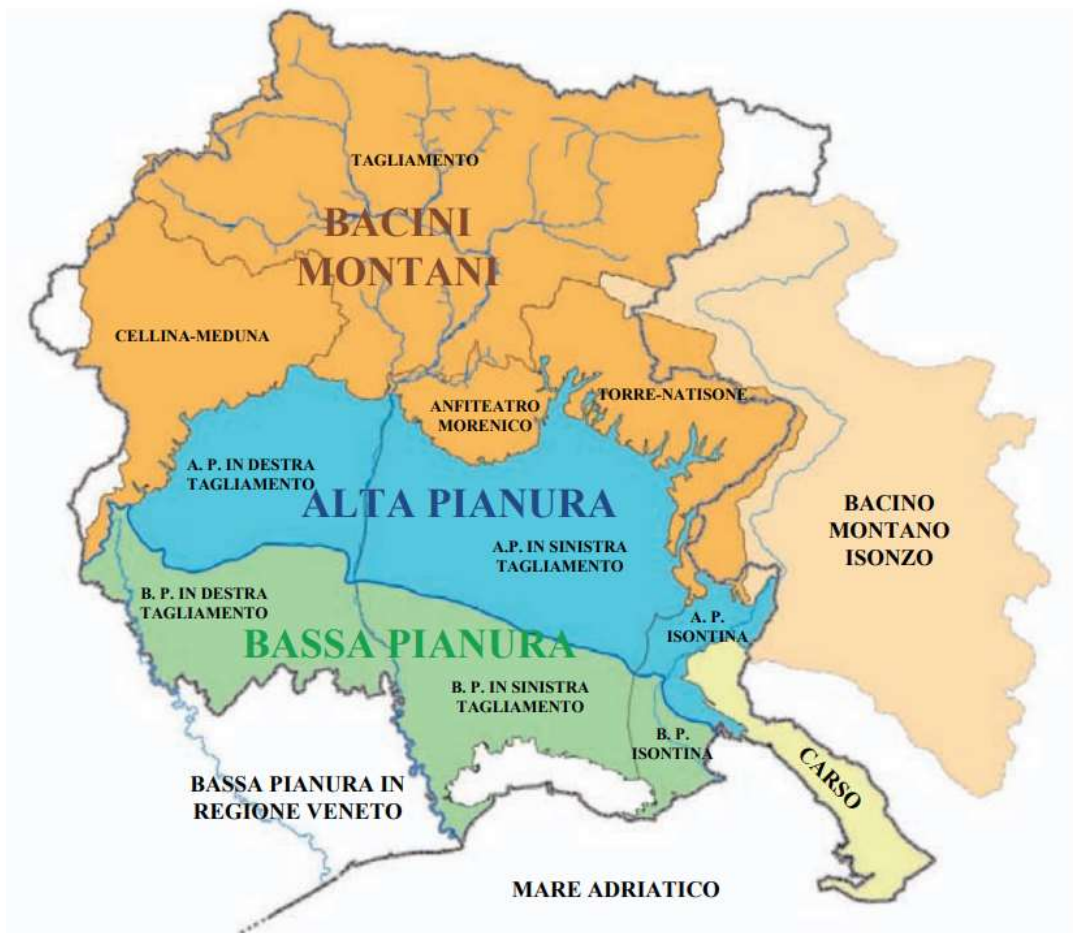 TAGLIAMENTO
BACINI
MONTANI
CELLINA-MEDUNA
ANFITEATRO
MORENICO
TORRE-NATISONE
A. P. IN DESTRA
TAGLIAMENTO
ALTA PIANURA
A.P. IN SINISTRA
TAGLIAMENTO
BACINO
MONTANO
ISONZO
B. P. IN DESTRA
TAGLIAMENTO
A. P.
ISONTINA
BASSA PIANURA
B. P. IN SINISTRA
TAGLIAMENTO
B. P.
ISONTINA
CARSO
BASSA PIANURA IN
REGIONE VENETO
MARE ADRIATICO